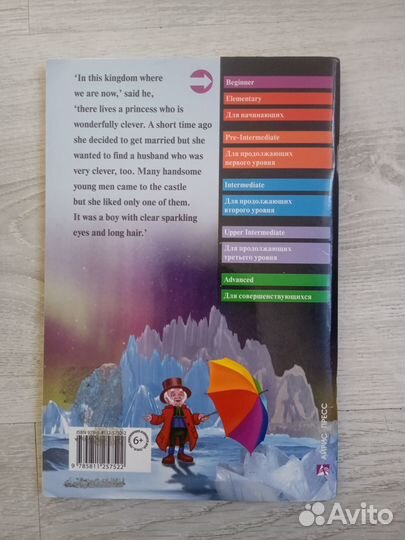 ‘In this kingdom where
we are now,’ said he,
‘there lives a princess who is
wonderfully clever. A short time ago
she decided to get married but she
wanted to find a husband who was
very clever, too. Many handsome
young men came to the castle
but she liked only one of them.
It was a boy with clear sparkling
eyes and long hair.’
Beginner
Elementary
Для начинающих
Pre-Intermediate
Для продолжающих
первого уровня
Intermediate
Для продолжающих
второго уровня
Upper Intermediate
Для продолжающих
третьего уровня
Advanced
Для совершенствующихся
6+
9 785811 257522
АЙРИС ПРЕСС
Avito